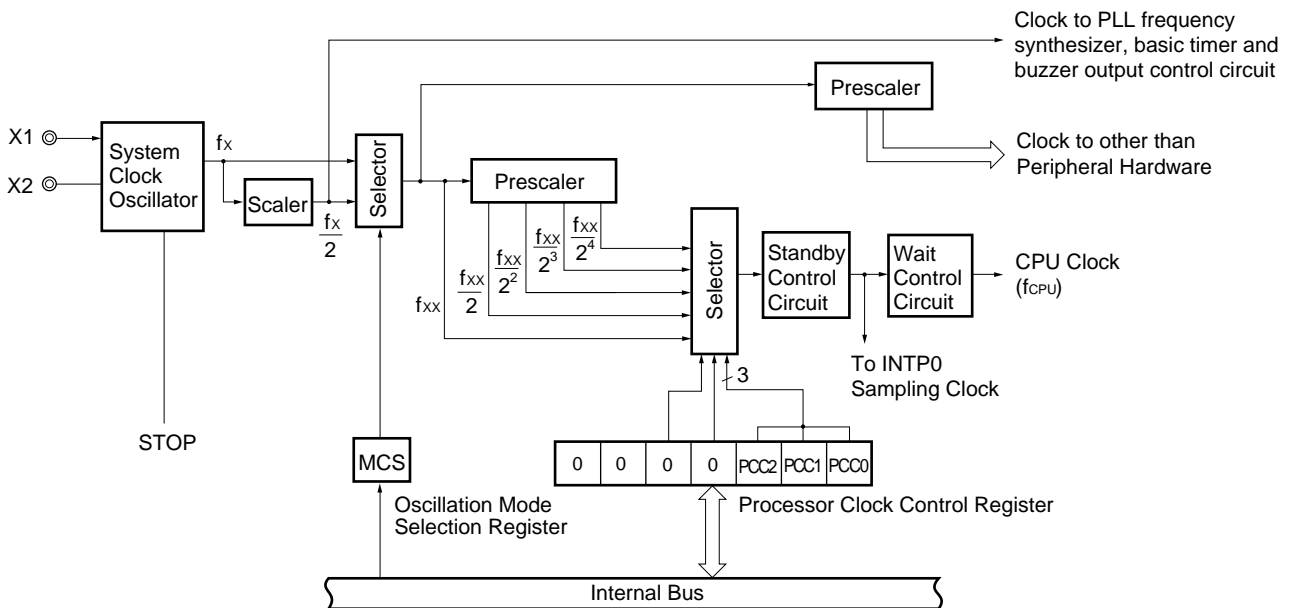 Clock to PLL frequency
synthesizer, basic timer and
buzzer output control circuit
Prescaler
X1
X2
System
Clock
Oscillator
fX
Scaler
fX
2
Selector
Prescaler
Clock to other than
Peripheral Hardware
fXX
fXX
2
fXX
2²
fXX
2³
fXX
2⁴
Selector
Standby
Control
Circuit
Wait
Control
Circuit
CPU Clock
(fCPU)
To INTP0
Sampling Clock
3
STOP
MCS
0 0 0 0 PCC2 PCC1 PCC0
Oscillation Mode
Selection Register
Processor Clock Control Register
Internal Bus